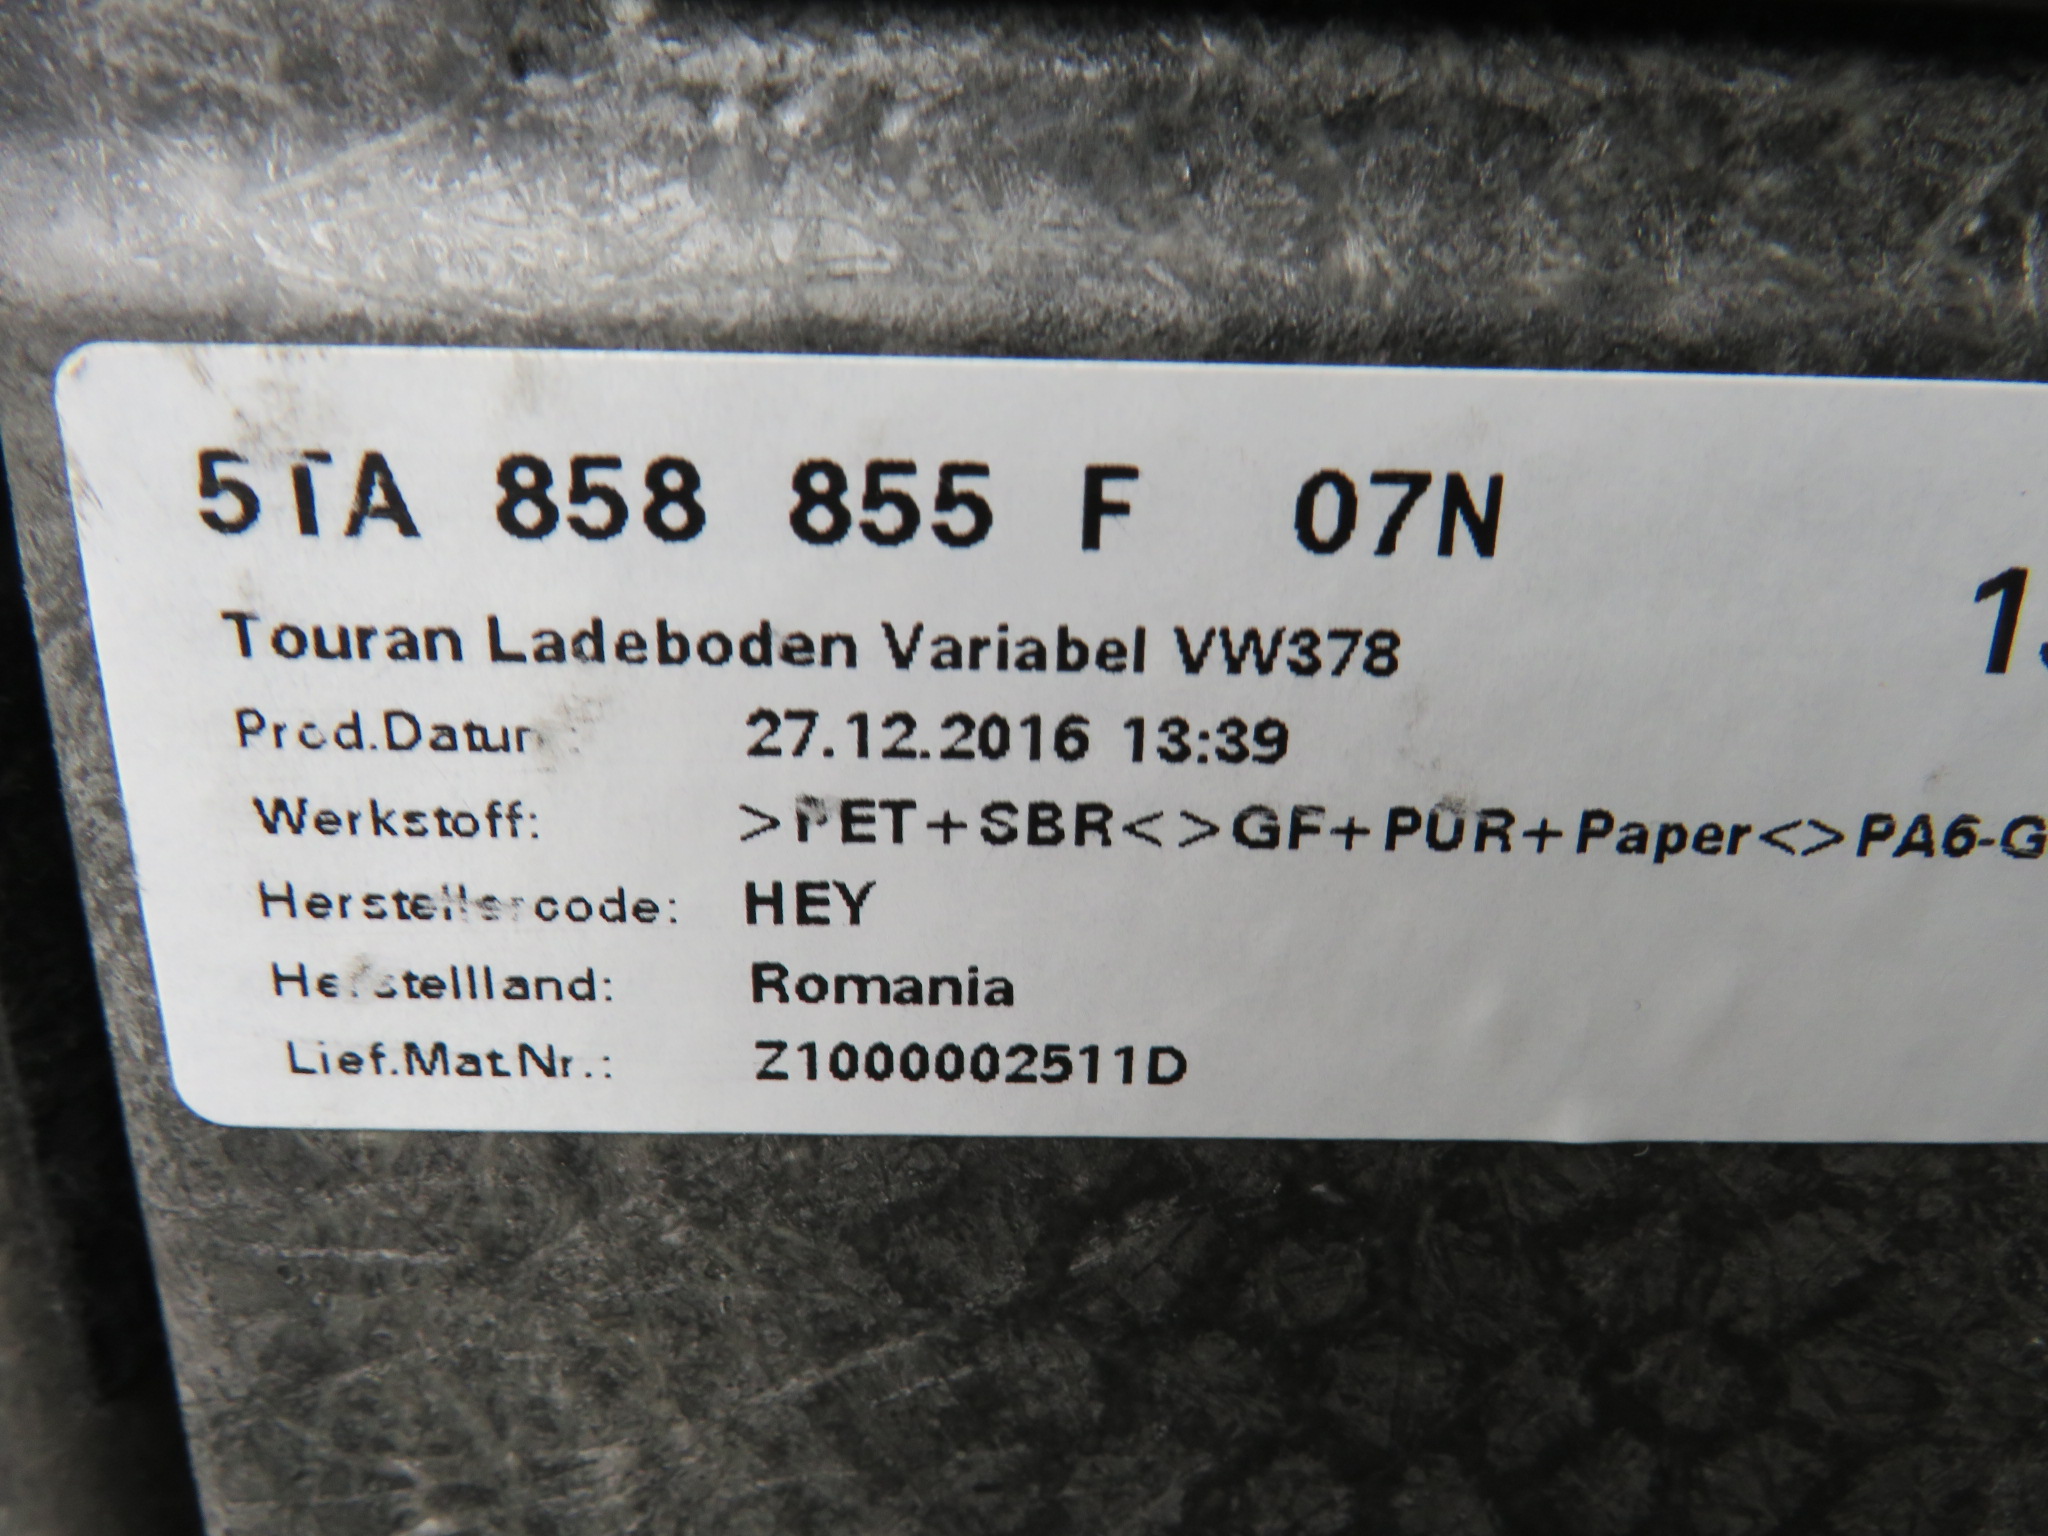 5TA 858 855 F 07N
Touran Ladeboden Variabel VW378
Prod.Datum: 27.12.2016 13:39
Werkstoff: >PET+SBR<>GF+PUR+Paper<>PA6-G
Herstellercode: HEY
Herstellland: Romania
Lief.Mat.Nr.: Z1000002511D